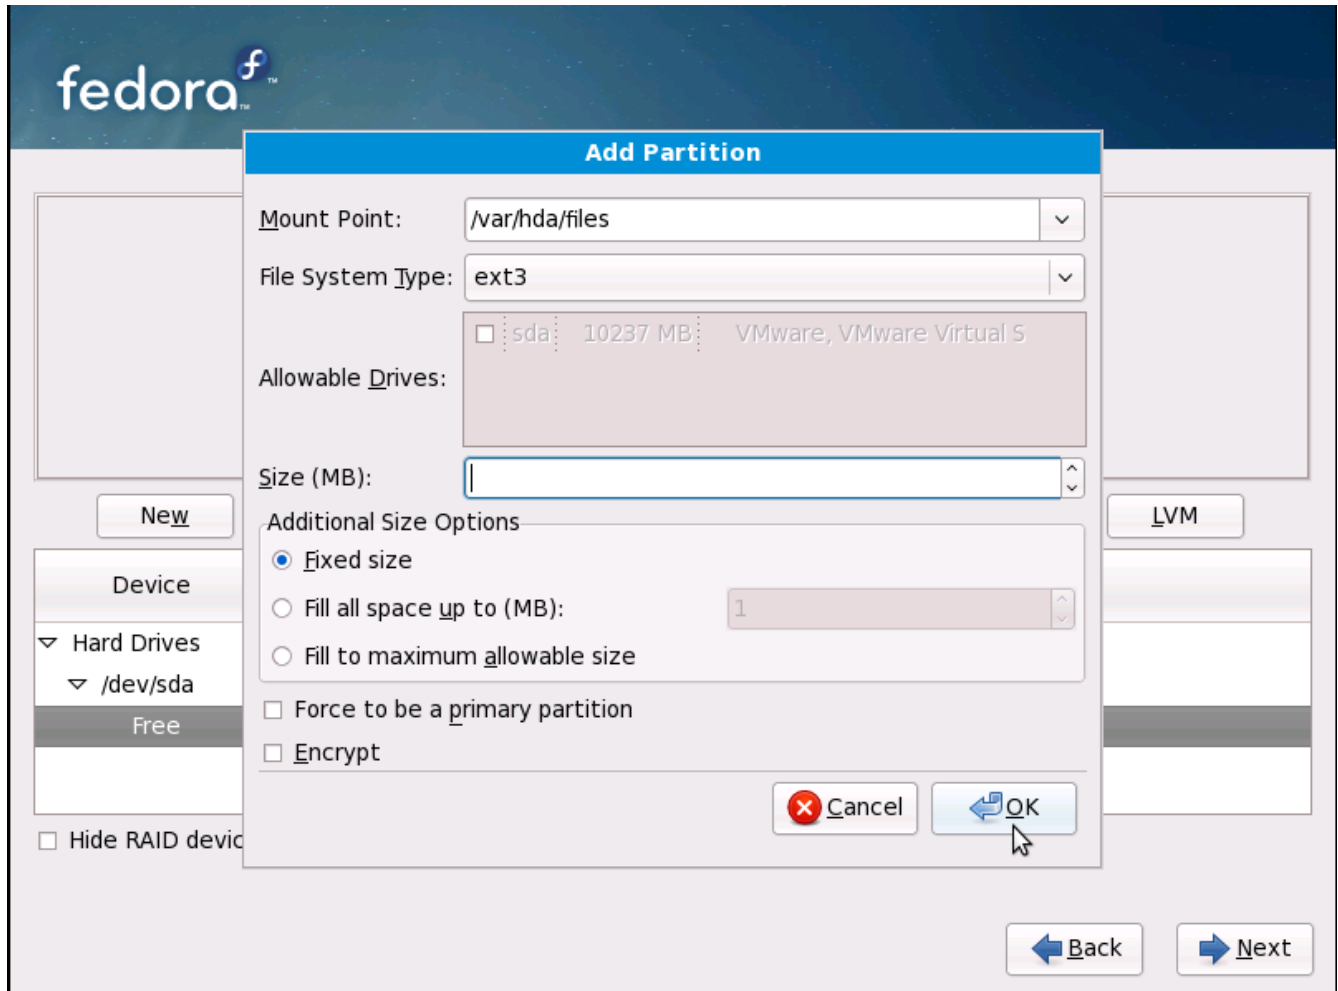 fedora
Add Partition
Mount Point:
/var/hda/files
File System Type:
ext3
Allowable Drives:
sda 10237 MB VMware, VMware Virtual S
Size (MB):
New
LVM
Additional Size Options
Fixed size
Device
Fill all space up to (MB):
1
Hard Drives
Fill to maximum allowable size
/dev/sda
Force to be a primary partition
Free
Encrypt
Cancel
OK
Hide RAID devic
Back
Next